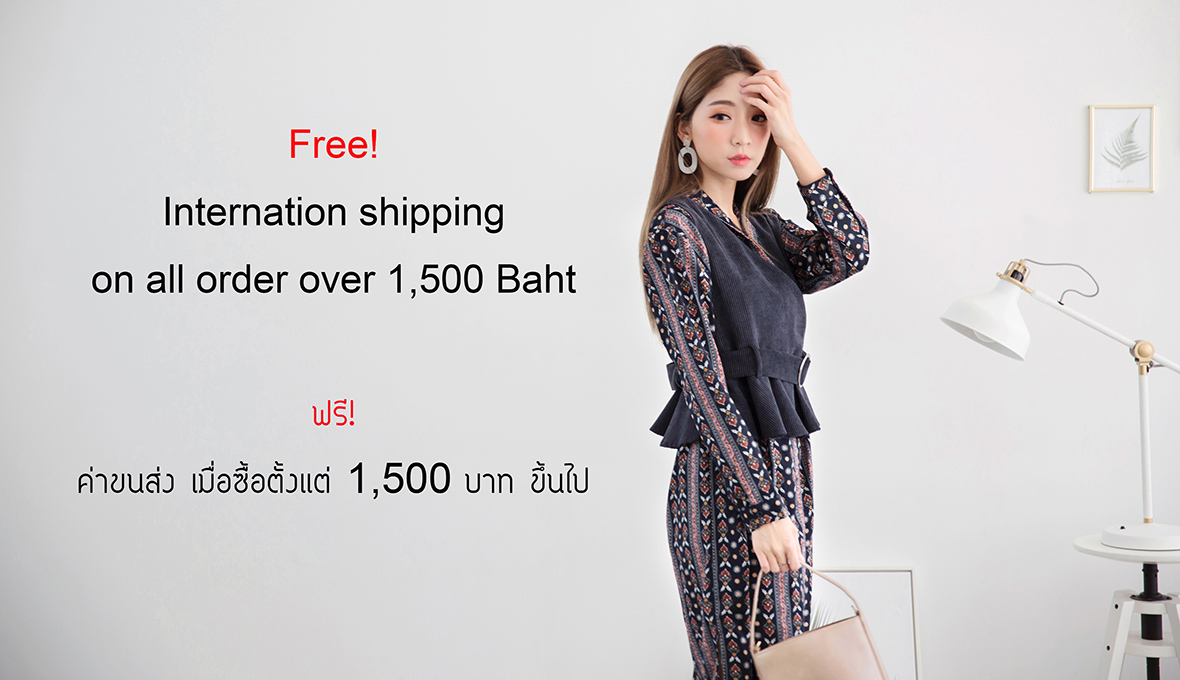 Free!
Internation shipping
on all order over 1,500 Baht
ฟรี!
ค่าขนส่ง เมื่อซื้อตั้งแต่ 1,500 บาท ขึ้นไป